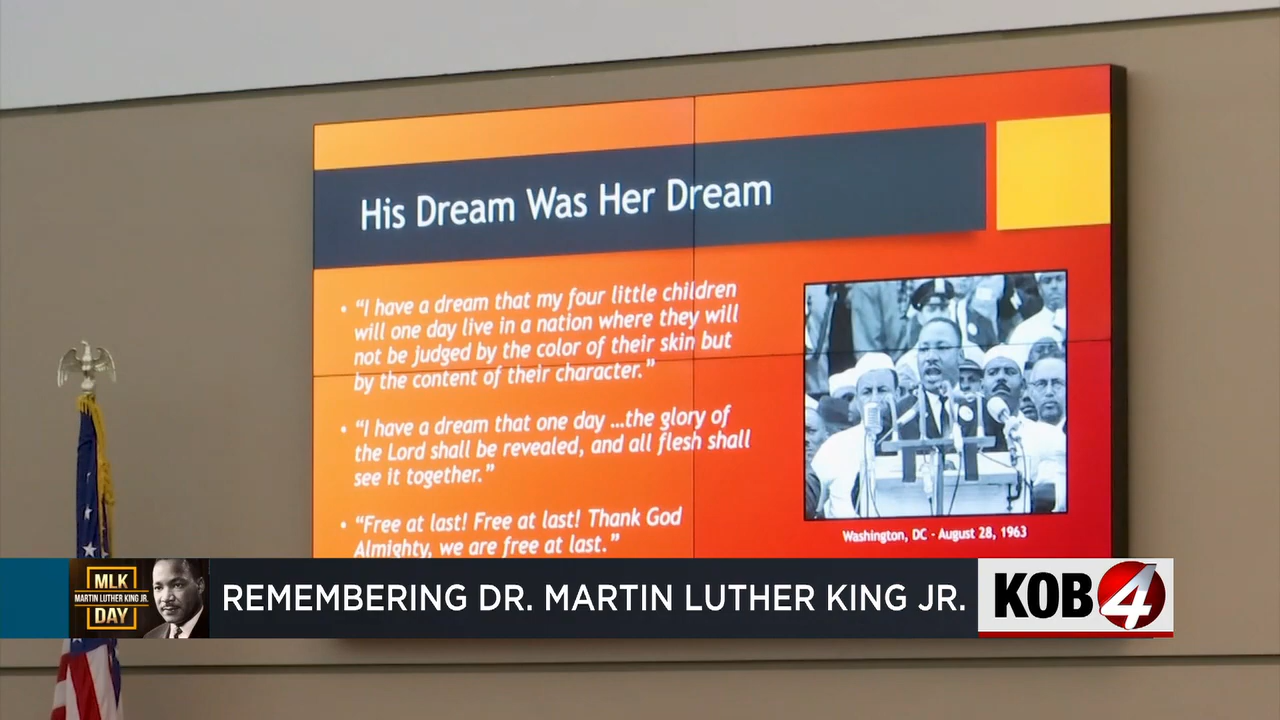 His Dream Was Her Dream
• “I have a dream that my four little children
will one day live in a nation where they will
not be judged by the color of their skin but
by the content of their character.”
• “I have a dream that one day ...the glory of
the Lord shall be revealed, and all flesh shall
see it together.”
• “Free at last! Free at last! Thank God
Almighty, we are free at last.”
Washington, DC - August 28, 1963
MLK
MARTIN LUTHER KING JR.
DAY
REMEMBERING DR. MARTIN LUTHER KING JR.
KOB 4